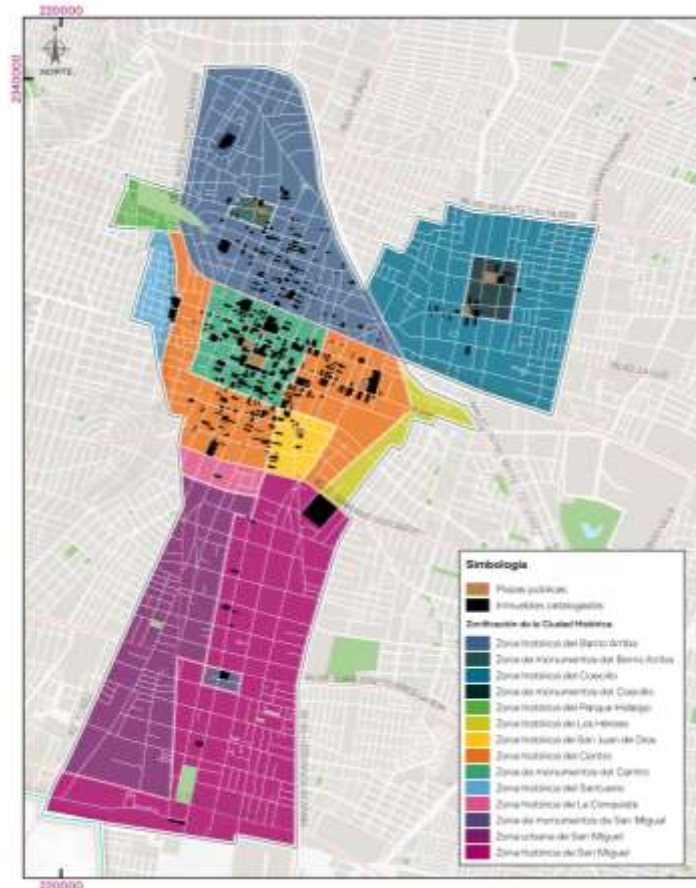 220000
2140000
NORTE
Simbología
Plazas públicas
Inmuebles catalogados
Zonificación de la Ciudad Histórica
Zona histórica del Barrio Arriba
Zona de monumentos del Barrio Arriba
Zona histórica del Coecillo
Zona de monumentos del Coecillo
Zona histórica del Parque Hidalgo
Zona histórica de Los Héroes
Zona histórica de San Juan de Dios
Zona histórica del Centro
Zona de monumentos del Centro
Zona histórica del Santuario
Zona histórica de La Conquista
Zona de monumentos de San Miguel
Zona urbana de San Miguel
Zona histórica de San Miguel
220000